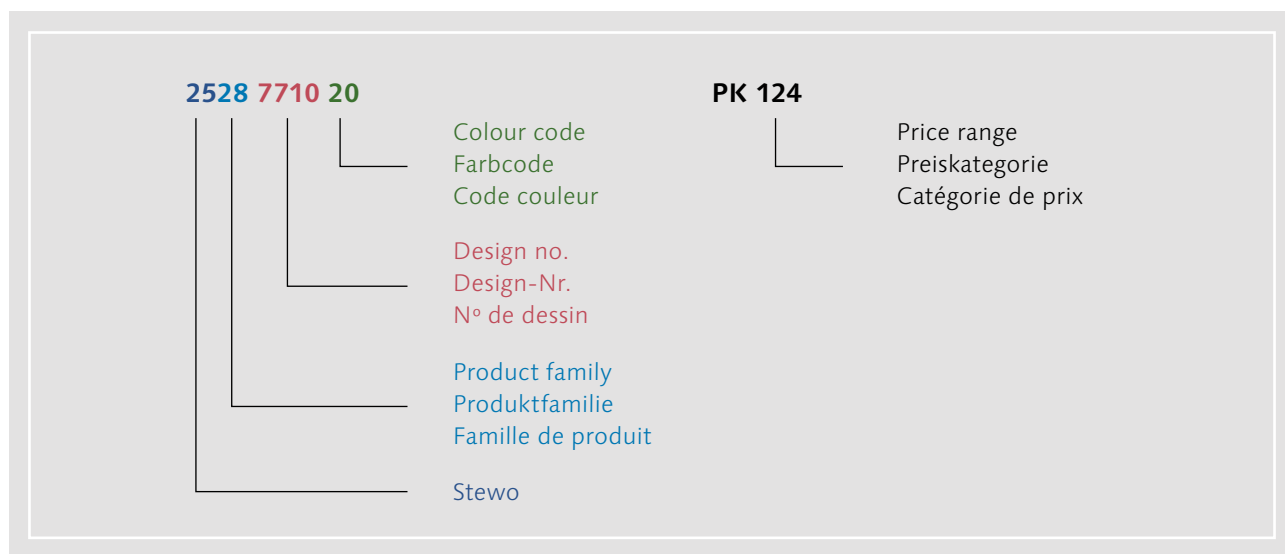 2528 7710 20
Colour code
Farbcode
Code couleur
Design no.
Design-Nr.
Nº de dessin
Product family
Produktfamilie
Famille de produit
Stewo
PK 124
Price range
Preiskategorie
Catégorie de prix